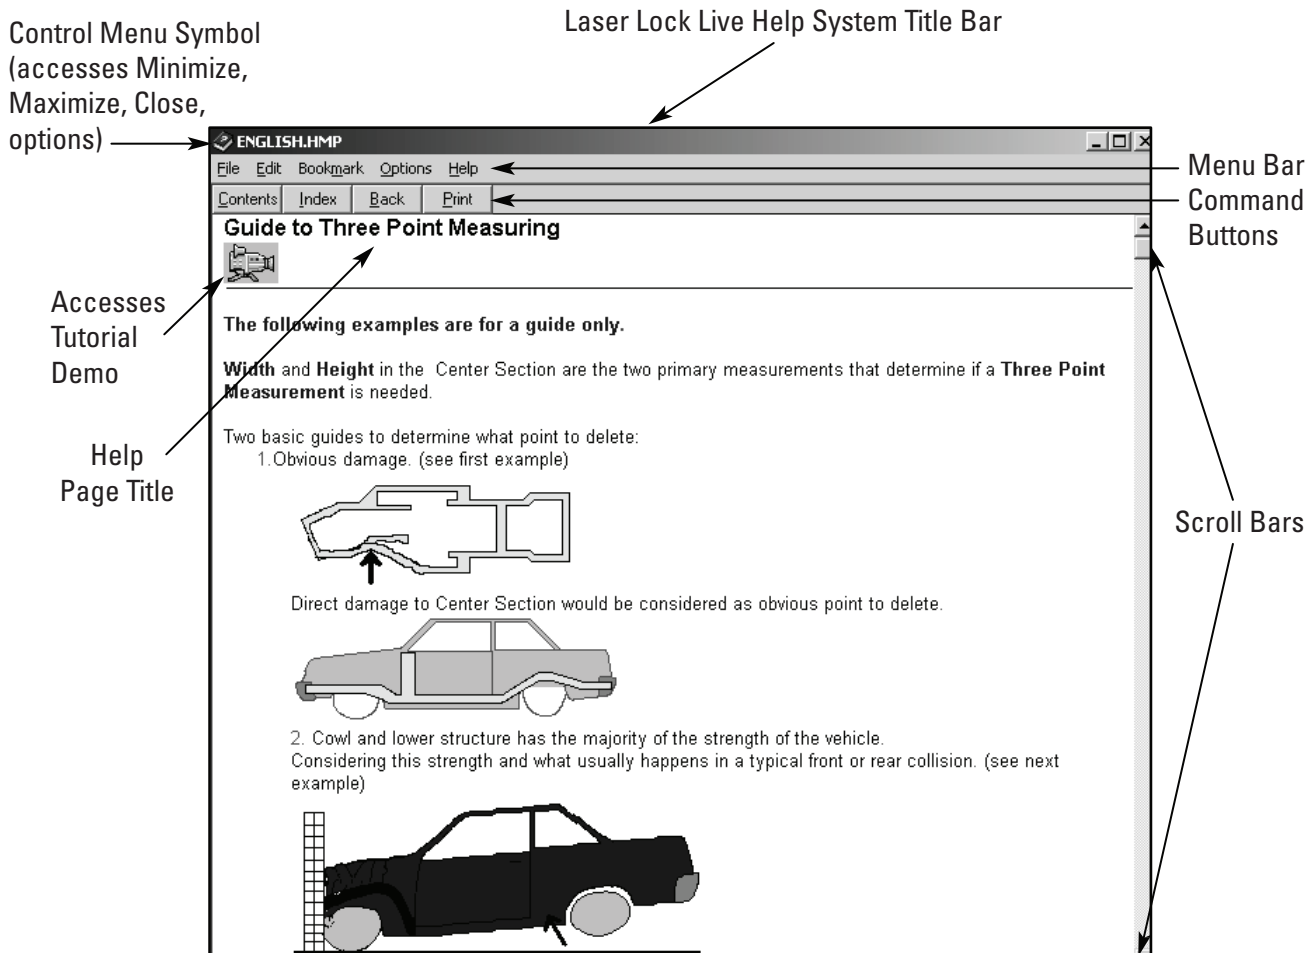 Laser Lock Live Help System Title Bar
Control Menu Symbol
(accesses Minimize,
Maximize, Close,
options)
ENGLISH.HMP
File Edit Bookmark Options Help
Menu Bar
Contents Index Back Print
Command
Buttons
Guide to Three Point Measuring
Accesses
Tutorial
Demo
The following examples are for a guide only.
Width and Height in the Center Section are the two primary measurements that determine if a Three Point
Measurement is needed.
Help
Page Title
Two basic guides to determine what point to delete:
1.Obvious damage. (see first example)
Scroll Bars
Direct damage to Center Section would be considered as obvious point to delete.
2. Cowl and lower structure has the majority of the strength of the vehicle.
Considering this strength and what usually happens in a typical front or rear collision. (see next
example)